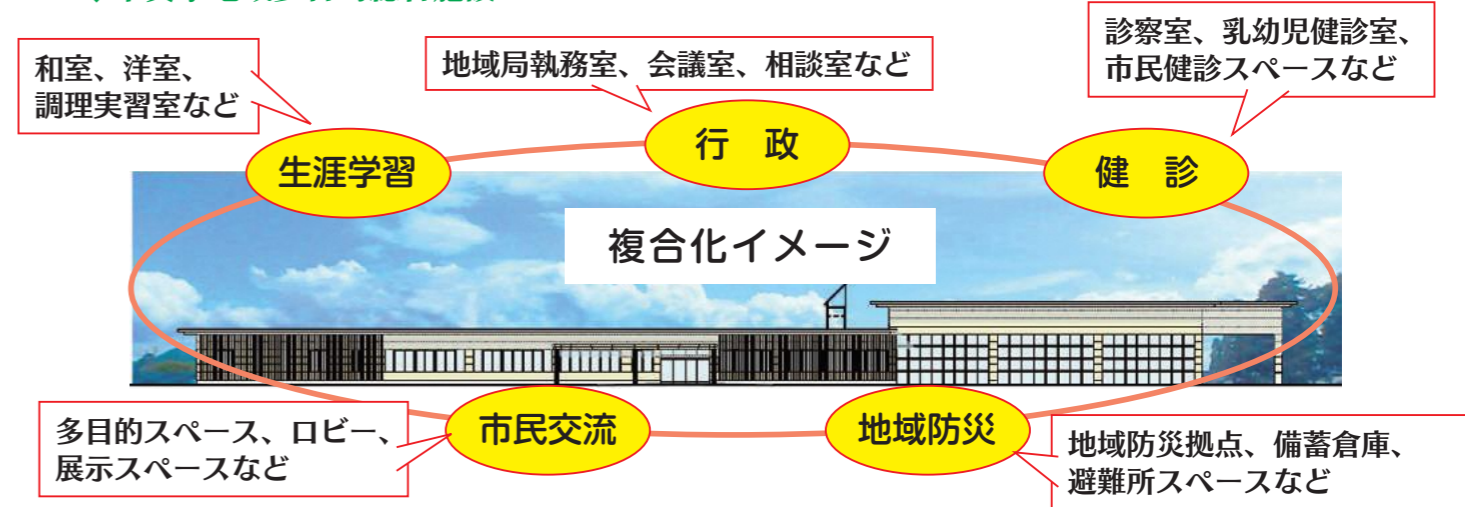 和室、洋室、
調理実習室など
地域局執務室、会議室、相談室など
診察室、乳幼児健診室、
市民健診スペースなど
生涯学習
行　政
健　診
複合化イメージ
市民交流
地域防災
多目的スペース、ロビー、
展示スペースなど
地域防災拠点、備蓄倉庫、
避難所スペースなど